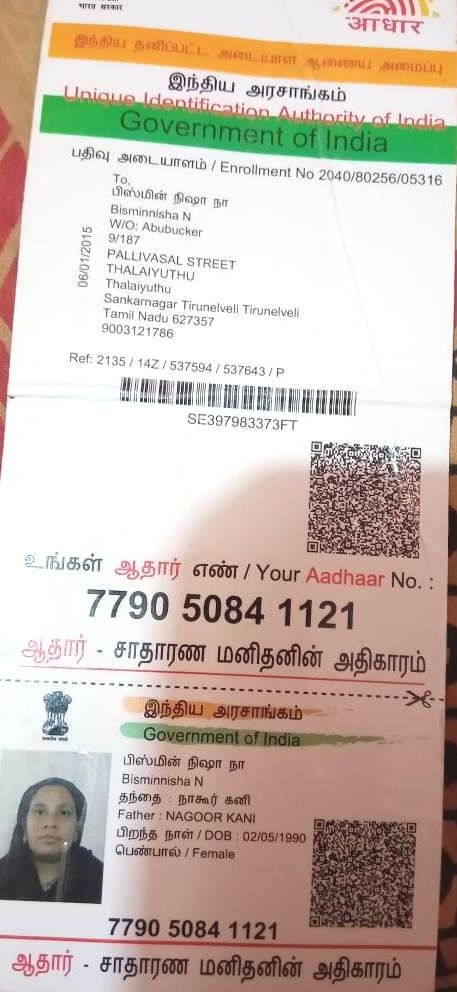 भारत सरकार
आधार
இந்திய தனிப்பட்ட அடையாள ஆணைய அமைப்பு
இந்திய அரசாங்கம்
Unique Identification Authority of India
Government of India
பதிவு அடையாளம் / Enrollment No 2040/80256/05316
To,
பிஸ்மின் நிஷா நா
Bisminnisha N
W/O: Abubucker
9/187
PALLIVASAL STREET
THALAIYUTHU
Thalaiyuthu
Sankarnagar Tirunelveli Tirunelveli
Tamil Nadu 627357
9003121786
06/01/2015
Ref: 2135 / 14Z / 537594 / 537643 / P
SE397983373FT
உங்கள் ஆதார் எண் / Your Aadhaar No. :
7790 5084 1121
ஆதார் - சாதாரண மனிதனின் அதிகாரம்
இந்திய அரசாங்கம்
Government of India
பிஸ்மின் நிஷா நா
Bisminnisha N
தந்தை : நாகூர் கனி
Father : NAGOOR KANI
பிறந்த நாள் / DOB : 02/05/1990
பெண்பால் / Female
7790 5084 1121
ஆதார் - சாதாரண மனிதனின் அதிகாரம்